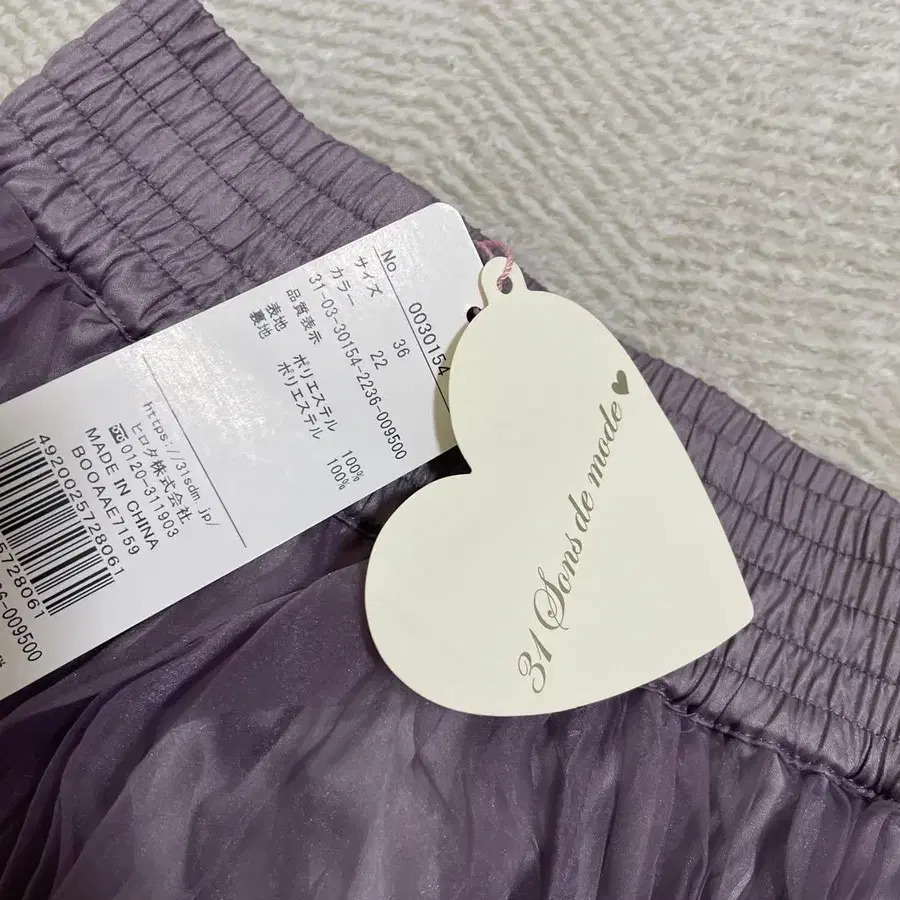 No. 0030154
サイズ 36
カラー 22
31-03-30154-2236-009500
品質表示
表地 ポリエステル 100%
裏地 ポリエステル 100%
https://31sdm.jp/
ヒロタ株式会社
0120-311903
MADE IN CHINA
BOOAAE7159
4920025728061
5728061
36-009500
31 Sons de mode♥